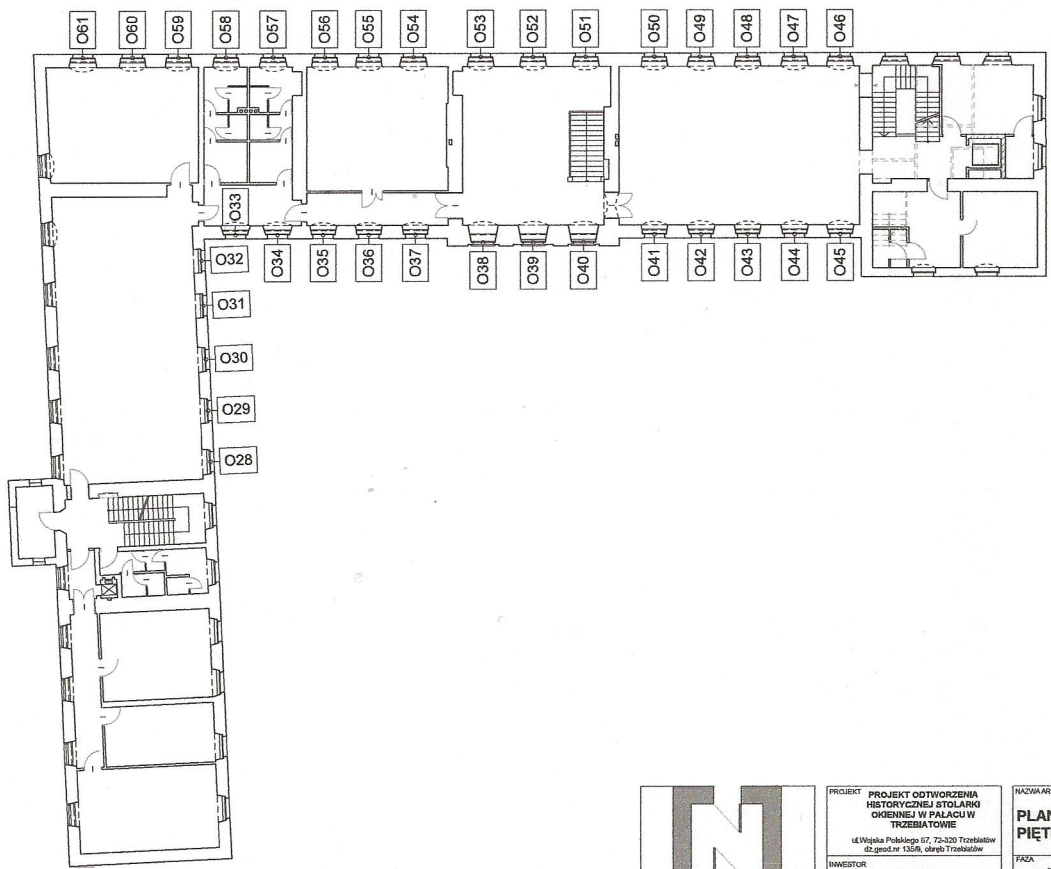 O61
O60
O59
O58
O57
O56
O55
O54
O53
O52
O51
O50
O49
O48
O47
O46
O33
O34
O35
O36
O37
O38
O39
O40
O41
O42
O43
O44
O45
O32
O31
O30
O29
O28
PROJEKT
PROJEKT ODTWORZENIA
HISTORYCZNEJ STOLARKI
OKIENNEJ W PAŁACU W
TRZEBIATOWIE
ul.Wojska Polskiego 67, 72-320 Trzebiatów
dz.geod.nr 135/9, obręb Trzebiatów
INWESTOR
NAZWA AR
PLAN
PIĘT
FAZA